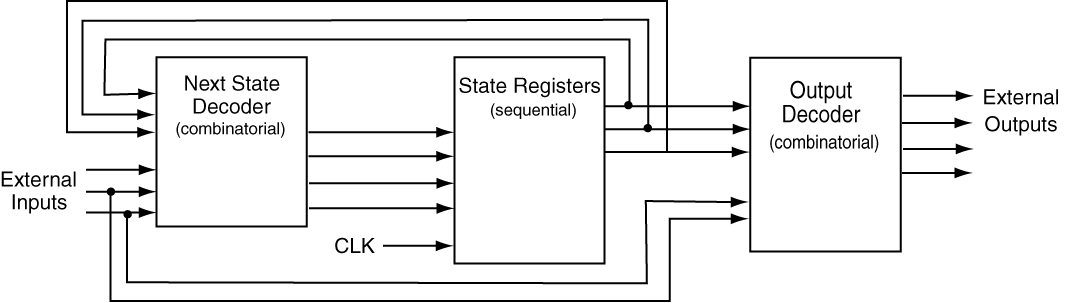 Next State
Decoder
(combinatorial)
State Registers
(sequential)
Output
Decoder
(combinatorial)
External
Outputs
External
Inputs
CLK